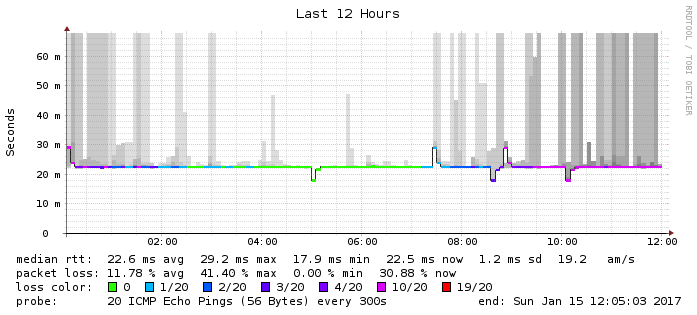 Last 12 Hours
RRDTOOL / TOBI OETIKER
Seconds
60 m
50 m
40 m
30 m
20 m
10 m
0
02:00 04:00 06:00 08:00 10:00 12:00
median rtt: 22.6 ms avg 29.2 ms max 17.9 ms min 22.5 ms now 1.2 ms sd 19.2 am/s
packet loss: 11.78 % avg 41.40 % max 0.00 % min 30.88 % now
loss color: 0 1/20 2/20 3/20 4/20 10/20 19/20
probe: 20 ICMP Echo Pings (56 Bytes) every 300s end: Sun Jan 15 12:05:03 2017